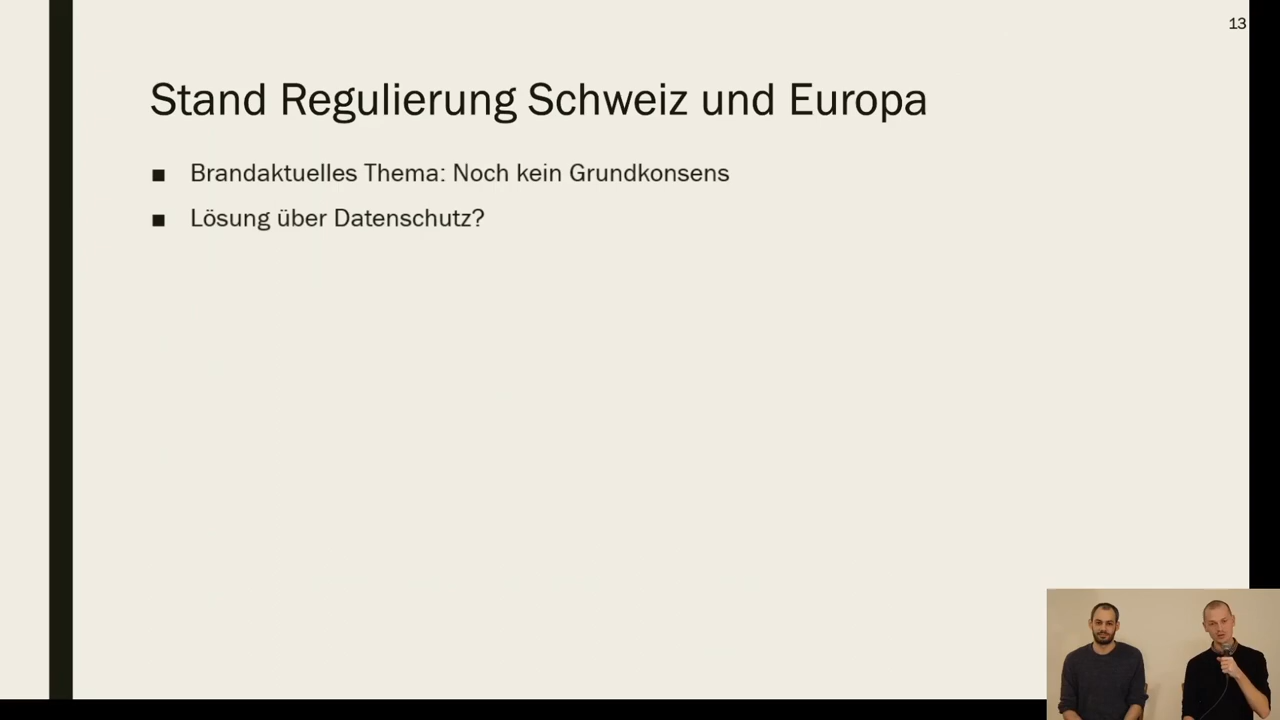 13
Stand Regulierung Schweiz und Europa
■ Brandaktuelles Thema: Noch kein Grundkonsens
■ Lösung über Datenschutz?